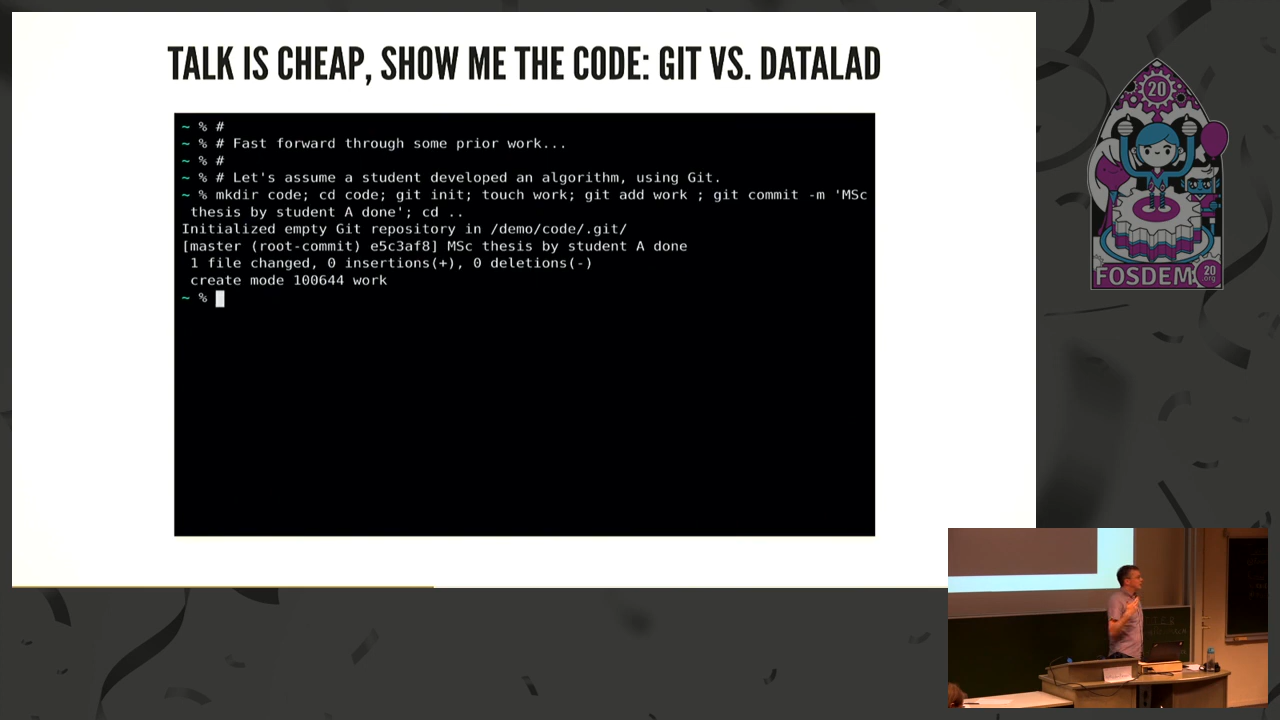 TALK IS CHEAP, SHOW ME THE CODE: GIT VS. DATALAD
~ % #
~ % # Fast forward through some prior work...
~ % #
~ % # Let's assume a student developed an algorithm, using Git.
~ % mkdir code; cd code; git init; touch work; git add work ; git commit -m 'MSc
thesis by student A done'; cd ..
Initialized empty Git repository in /demo/code/.git/
[master (root-commit) e5c3af8] MSc thesis by student A done
1 file changed, 0 insertions(+), 0 deletions(-)
create mode 100644 work
~ %
20
FOSDEM
20
.org